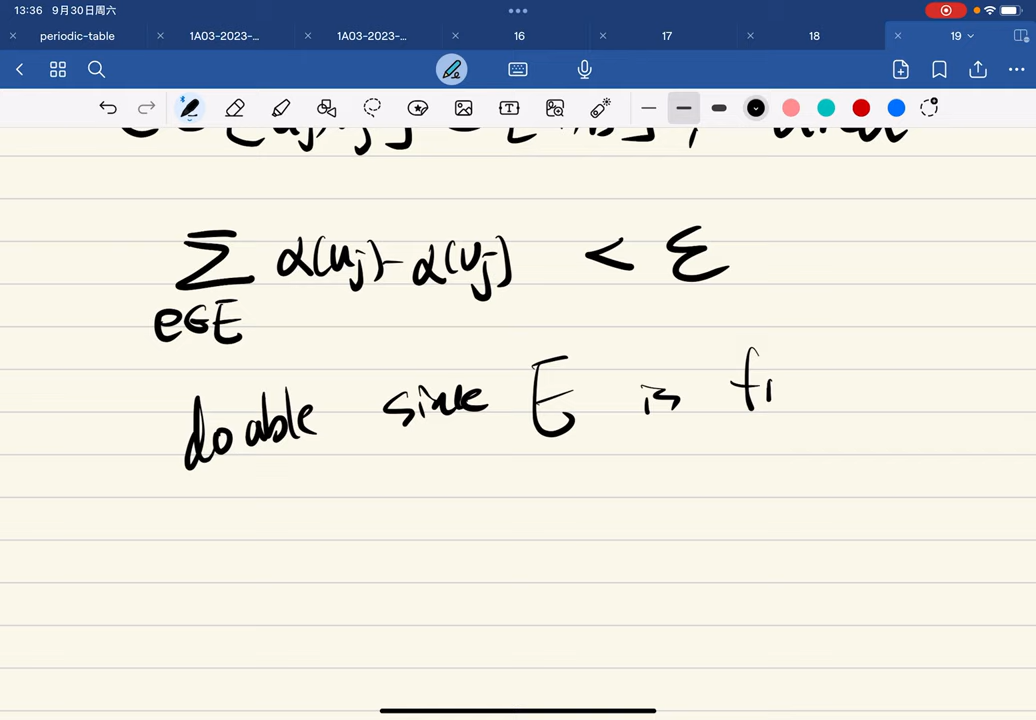 13:36 9月30日周六
periodic-table 1A03-2023-... 1A03-2023-... 16 17 18 19
∑ α(uj) - α(vj) < ε
e∈E
doable since E is fi